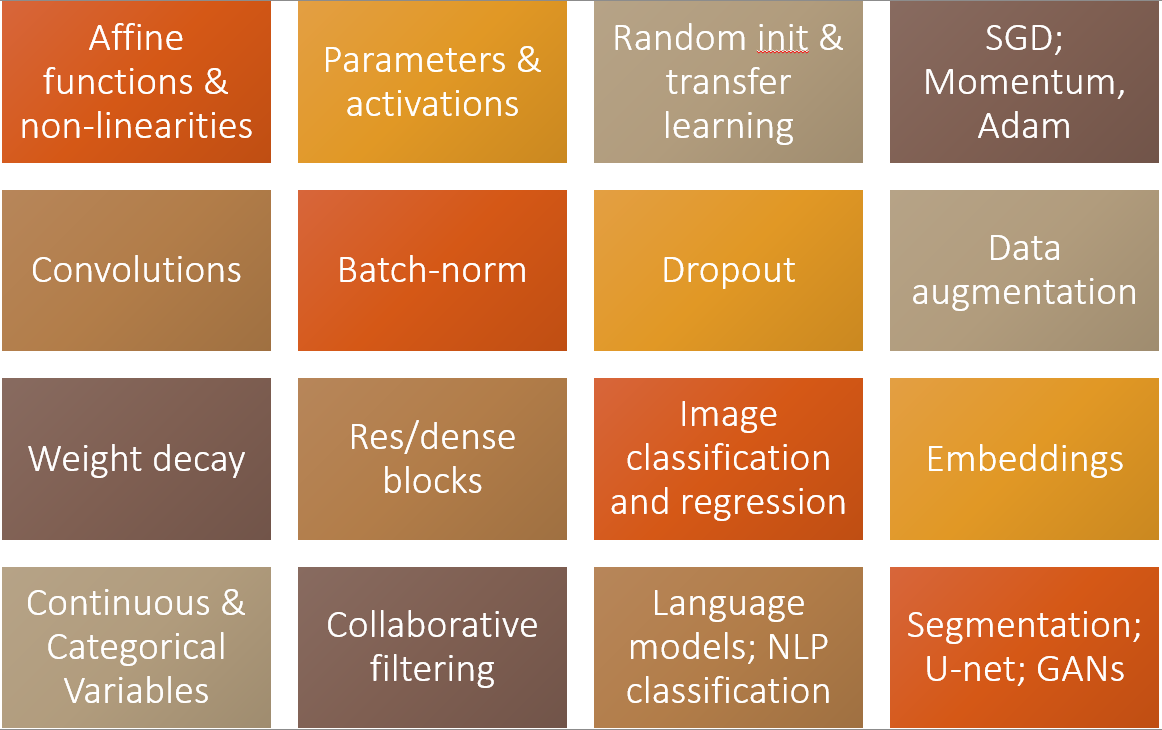 Affine
functions &
non-linearities
Parameters &
activations
Random init &
transfer
learning
SGD;
Momentum,
Adam
Convolutions
Batch-norm
Dropout
Data
augmentation
Weight decay
Res/dense
blocks
Image
classification
and regression
Embeddings
Continuous &
Categorical
Variables
Collaborative
filtering
Language
models; NLP
classification
Segmentation;
U-net; GANs